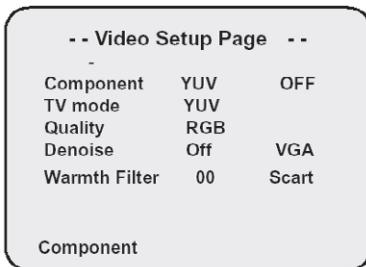 - - Video Setup Page - -
-
Component YUV OFF
TV mode YUV
Quality RGB
Denoise Off VGA
Warmth Filter 00 Scart
Component